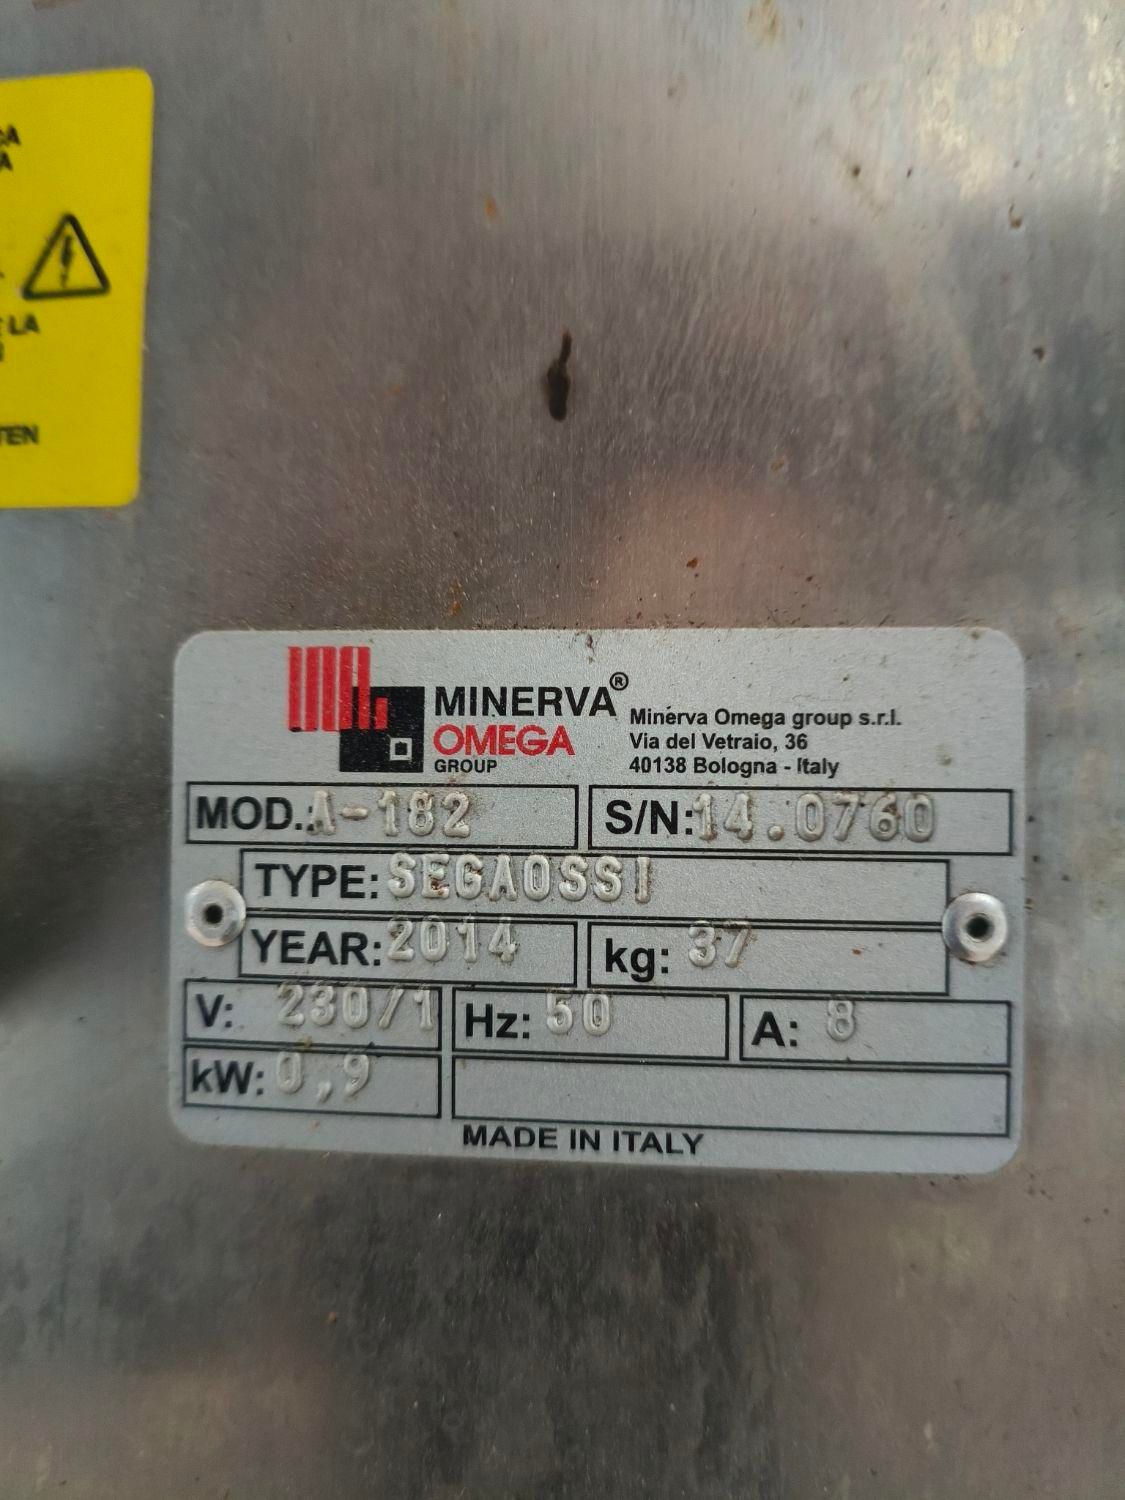 LA
TEN
MINERVA®
OMEGA
GROUP
Minerva Omega group s.r.l.
Via del Vetraio, 36
40138 Bologna - Italy
MOD.: A-182
S/N: 14.0760
TYPE: SEGAOSSI
YEAR: 2014
kg: 37
V: 230/1
Hz: 50
A: 8
kW: 0,9
MADE IN ITALY